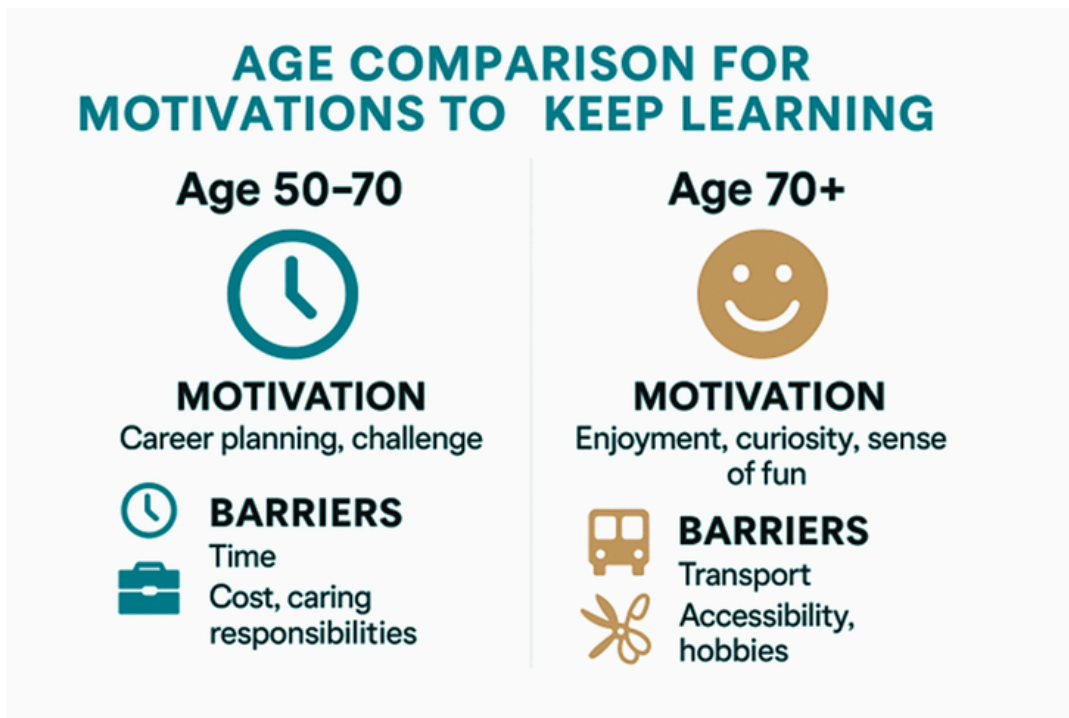 AGE COMPARISON FOR
MOTIVATIONS TO KEEP LEARNING
Age 50–70
MOTIVATION
Career planning, challenge
BARRIERS
Time
Cost, caring
responsibilities
Age 70+
MOTIVATION
Enjoyment, curiosity, sense
of fun
BARRIERS
Transport
Accessibility,
hobbies